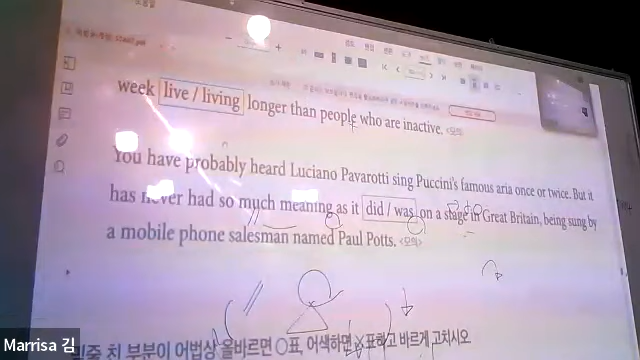 week live / living longer than people who are inactive. <모의>
You have probably heard Luciano Pavarotti sing Puccini's famous aria once or twice. But it
has never had so much meaning as it did / was on a stage in Great Britain, being sung by
a mobile phone salesman named Paul Potts. <모의>
밑줄 친 부분이 어법상 올바르면 ○표, 어색하면 ×표하고 바르게 고치시오
Marrisa 김